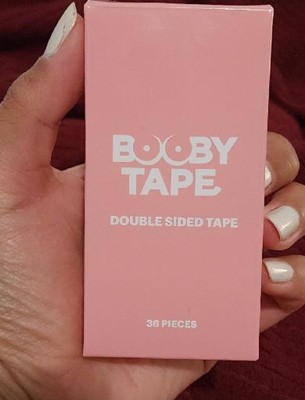 BOOBY
TAPE
DOUBLE SIDED TAPE
36 PIECES